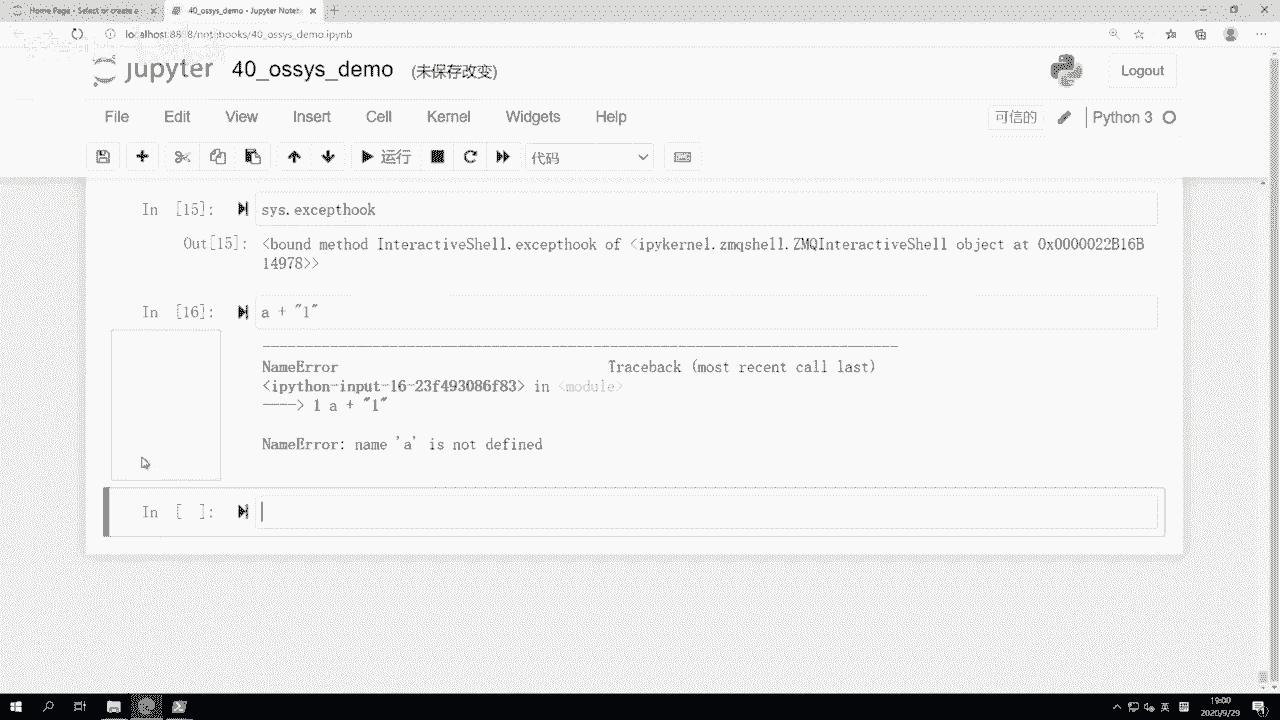 Home Page - Select or create a
40_ossys_demo - Jupyter Note
localhost:8888/notebooks/40_ossys_demo.ipynb
jupyter 40_ossys_demo (未保存改变)
Logout
File Edit View Insert Cell Kernel Widgets Help
可信的 Python 3
运行 代码
In [15]: sys.excepthook
Out[15]: <bound method InteractiveShell.excepthook of <ipykernel.zmqshell.ZMQInteractiveShell object at 0x0000022B16B
14978>>
In [16]: a + "1"
---------------------------------------------------------------------------
NameError Traceback (most recent call last)
<ipython-input-16-23f493086f83> in <module>
----> 1 a + "1"
NameError: name 'a' is not defined
In [ ]:
英
19:00
2020/9/29